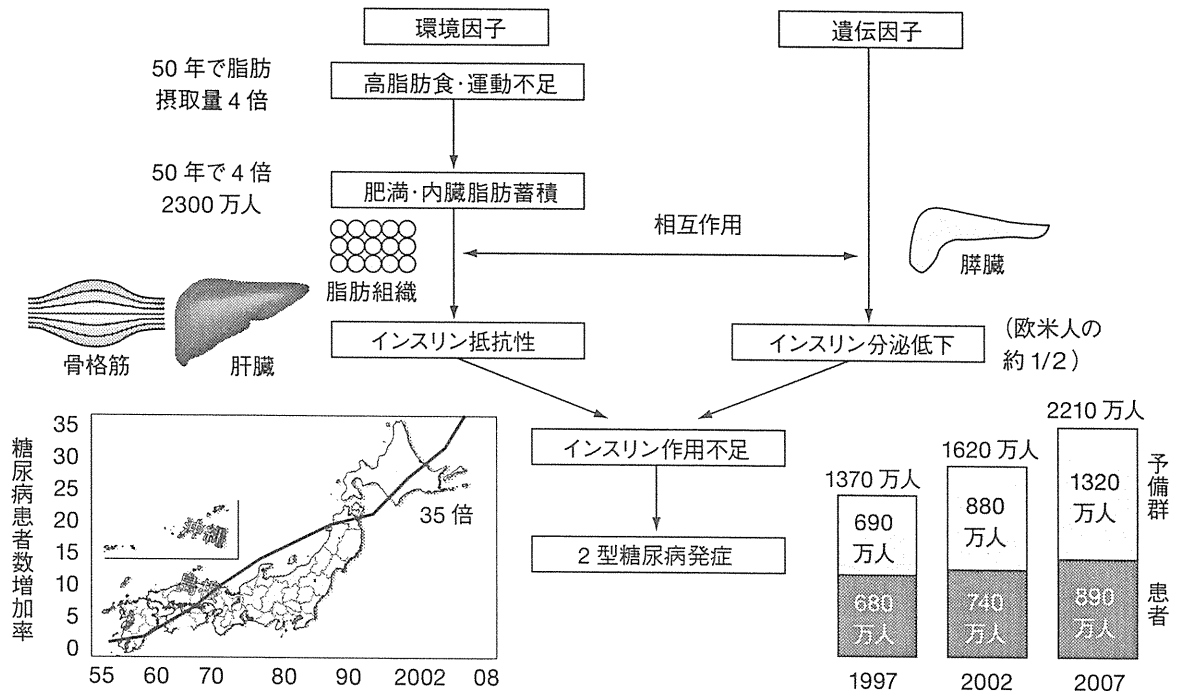 環境因子
遺伝因子
50年で脂肪
摂取量4倍
高脂肪食・運動不足
50年で4倍
2300万人
肥満・内臓脂肪蓄積
相互作用
膵臓
脂肪組織
骨格筋
肝臓
インスリン抵抗性
インスリン分泌低下
(欧米人の
約1/2)
インスリン作用不足
2型糖尿病発症
糖尿病患者数増加率
35
30
25
20
15
10
5
0
35倍
55 60 70 80 90 2002 08
1370万人
1620万人
2210万人
690
万人
880
万人
1320
万人
予備群
680
万人
740
万人
890
万人
患者
1997 2002 2007